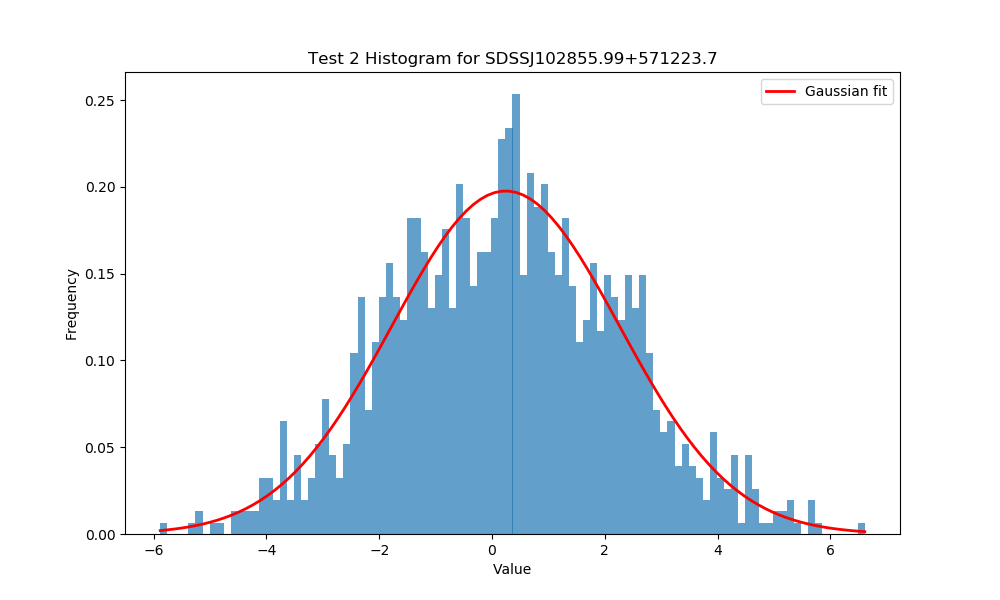 Test 2 Histogram for SDSSJ102855.99+571223.7
Gaussian fit
Frequency
0.25
0.20
0.15
0.10
0.05
0.00
−6 −4 −2 0 2 4 6
Value